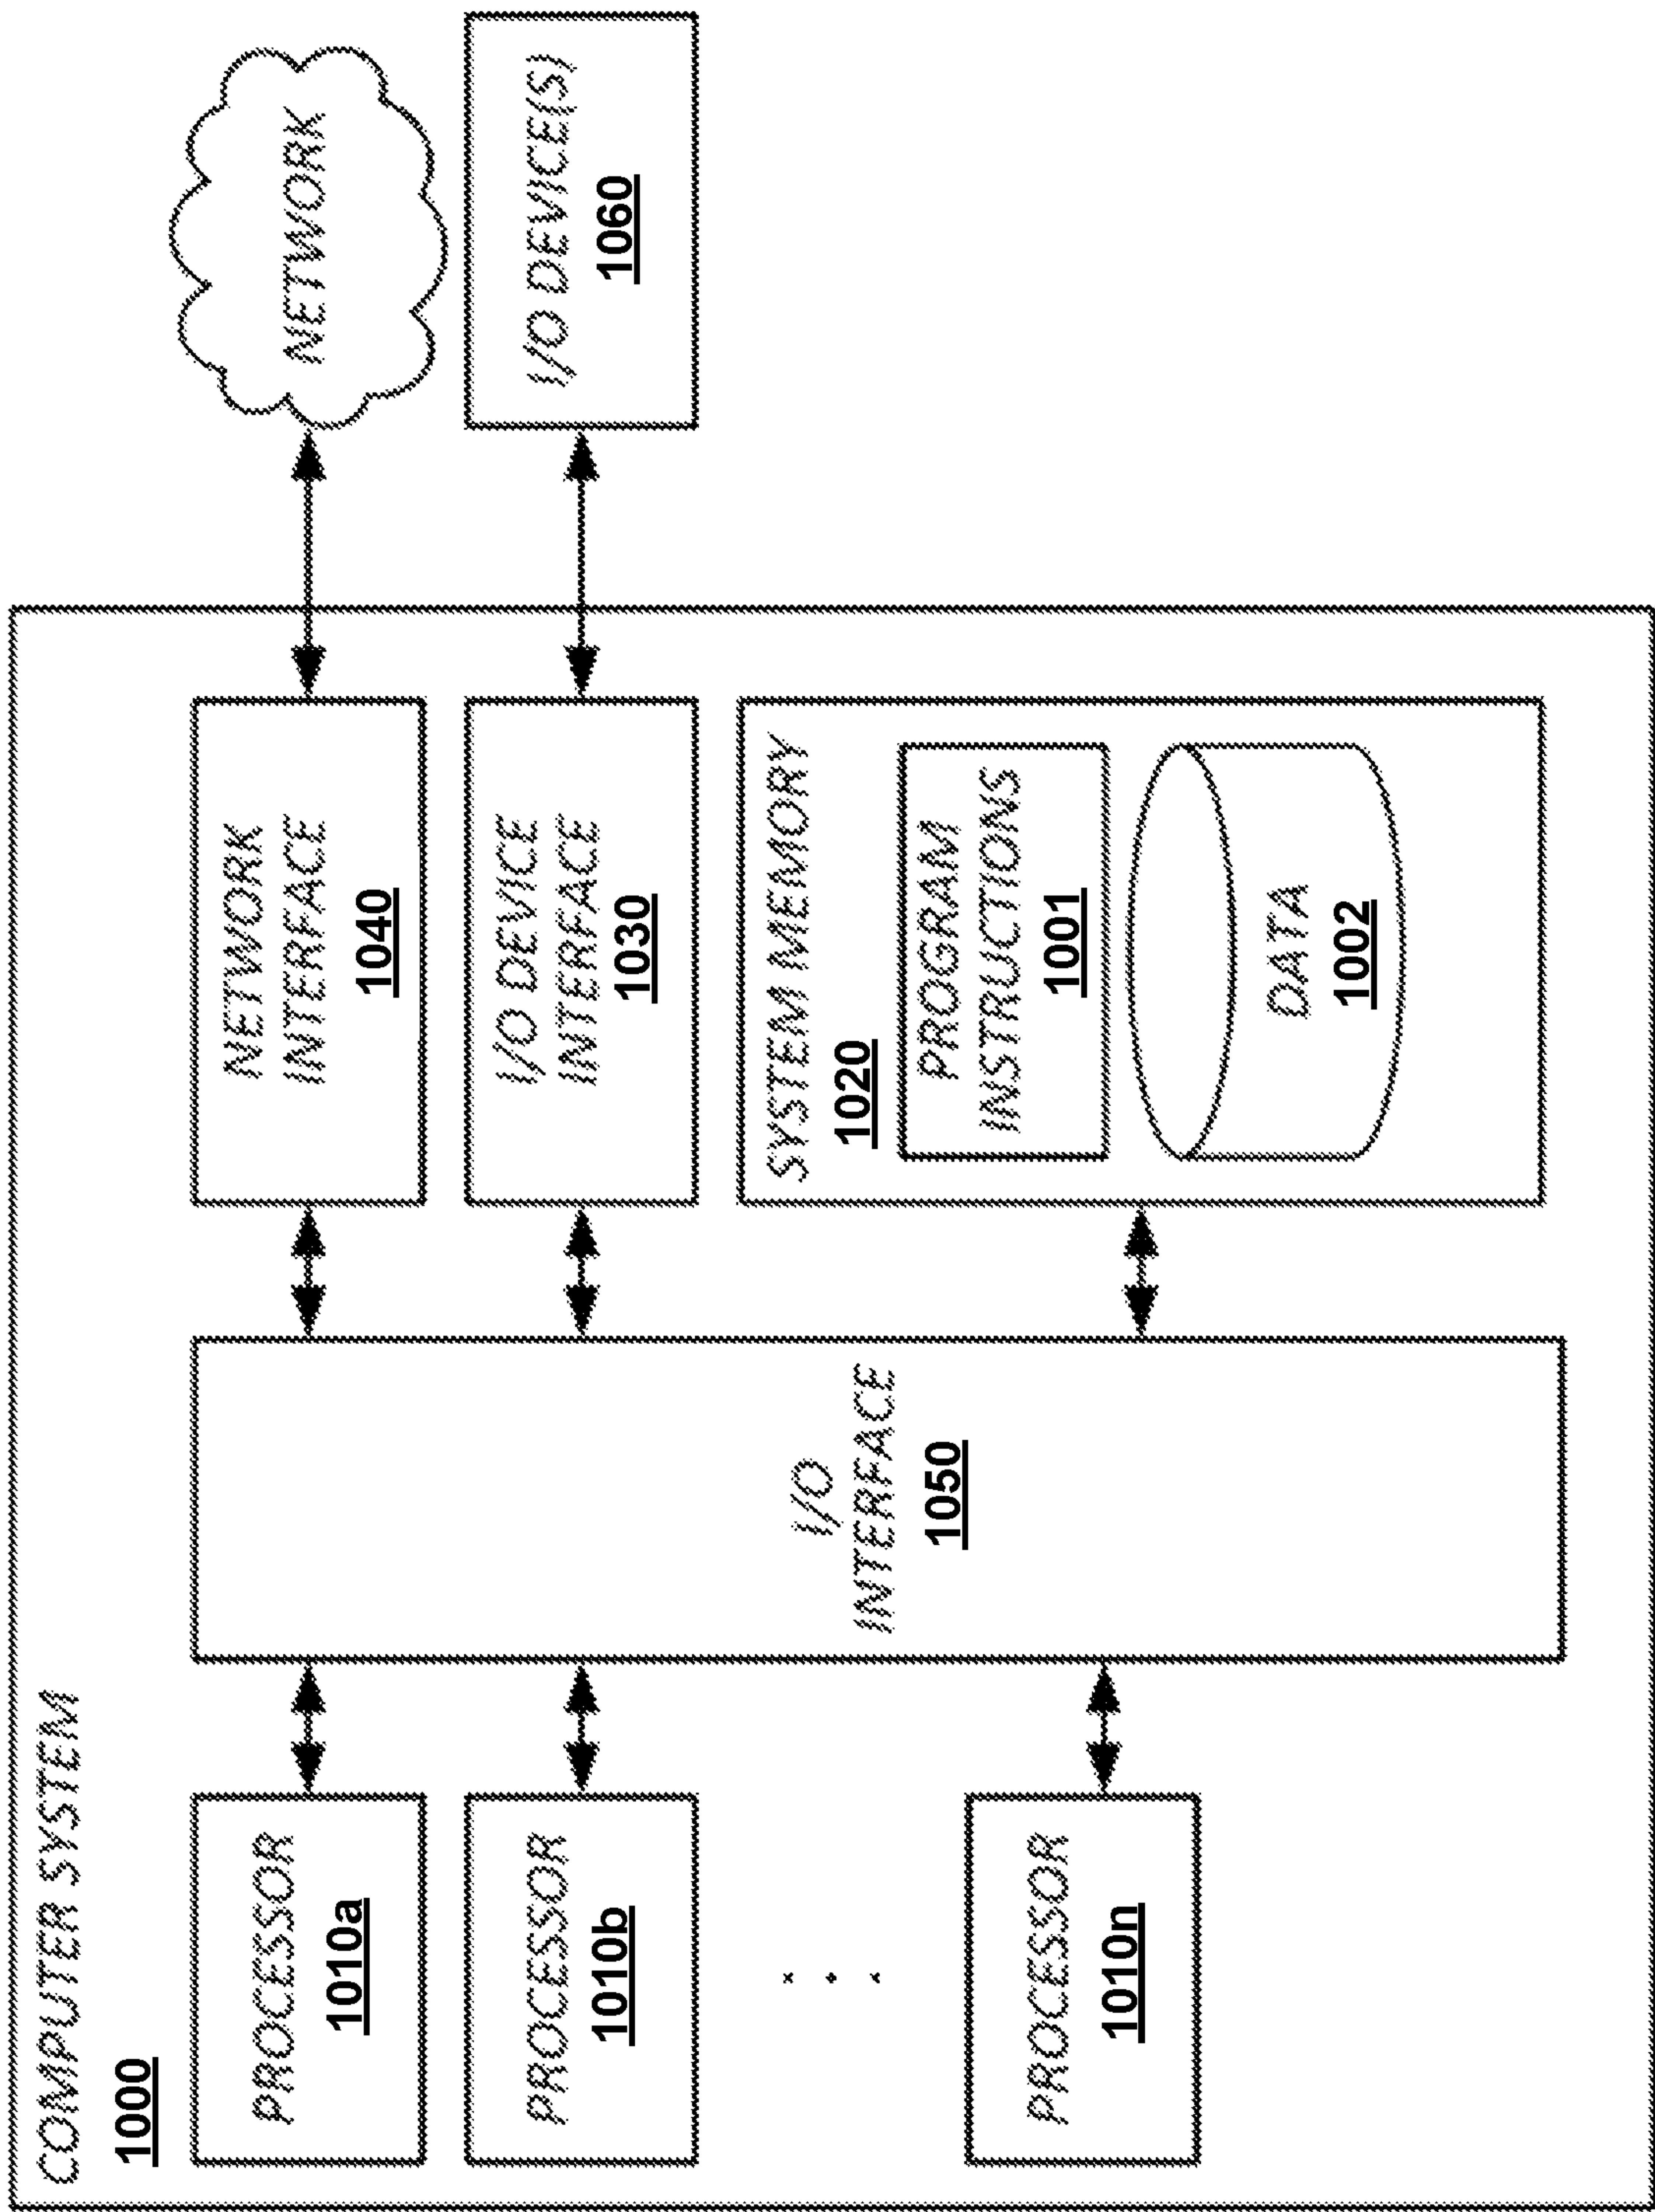 COMPUTER SYSTEM
1000
PROCESSOR
1010a
PROCESSOR
1010b
PROCESSOR
1010n
I/O
INTERFACE
1050
NETWORK
INTERFACE
1040
I/O DEVICE
INTERFACE
1030
SYSTEM MEMORY
1020
PROGRAM
INSTRUCTIONS
1001
DATA
1002
NETWORK
I/O DEVICE(S)
1060